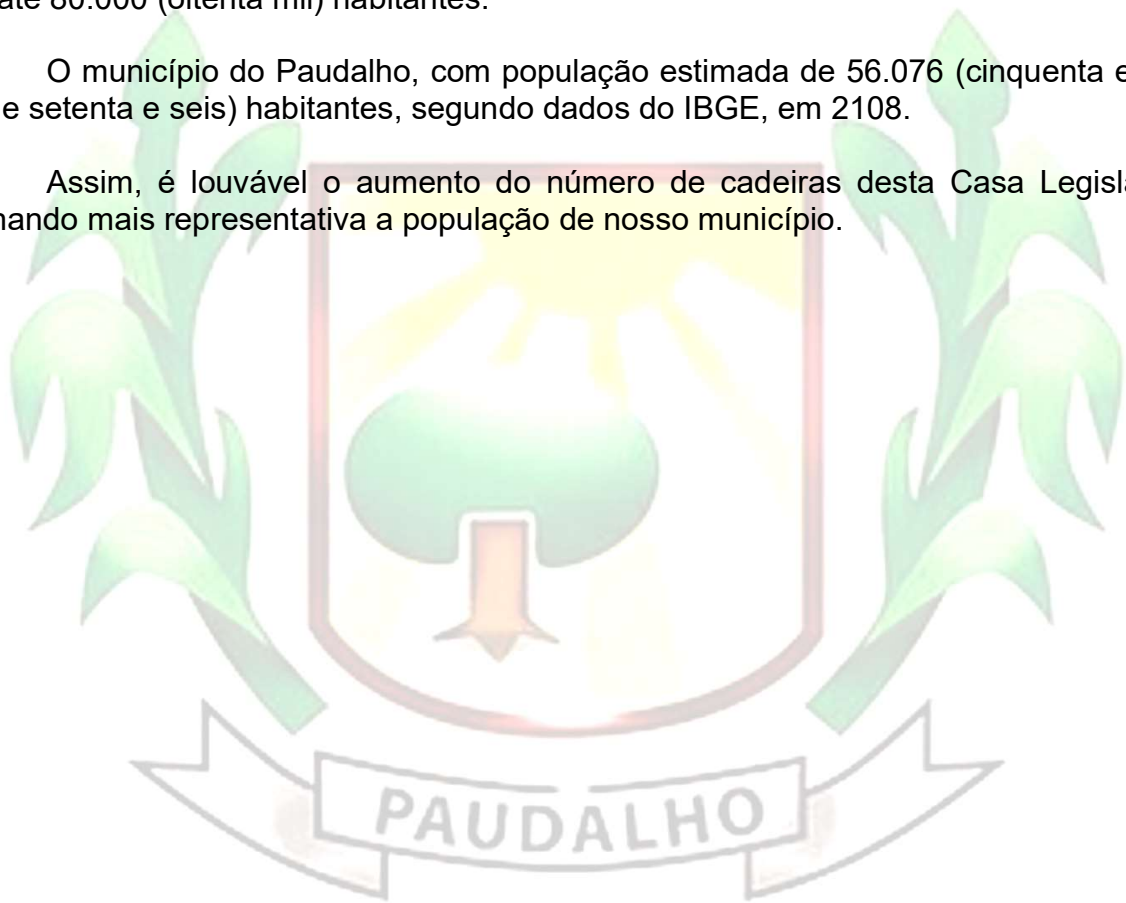 até 80.000 (oitenta mil) habitantes.
O município do Paudalho, com população estimada de 56.076 (cinquenta e
e setenta e seis) habitantes, segundo dados do IBGE, em 2108.
Assim, é louvável o aumento do número de cadeiras desta Casa
mais representativa a população de nosso município.
PAUDALHO